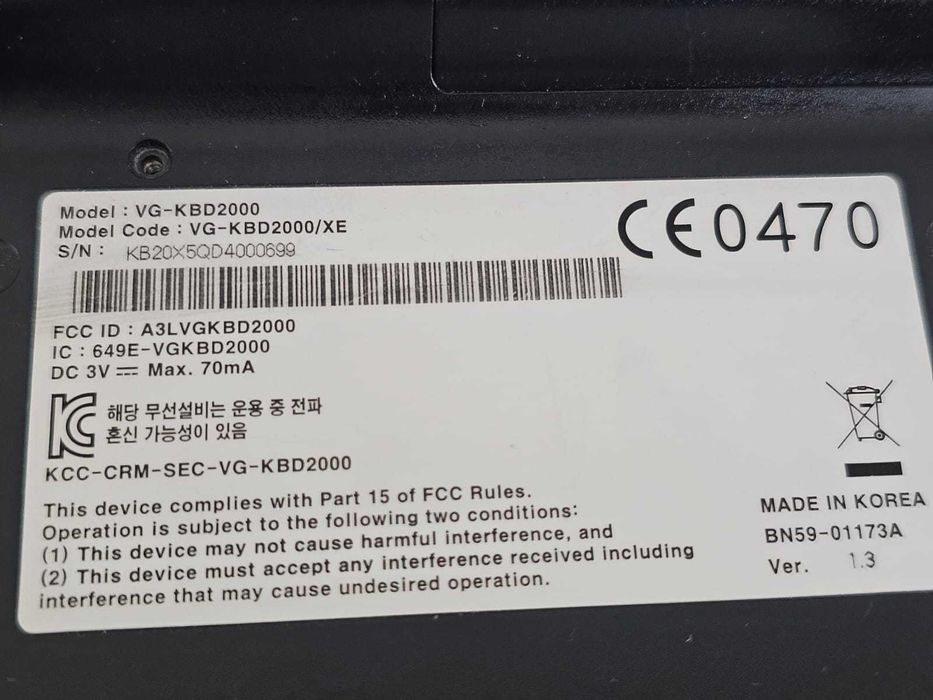 Model : VG-KBD2000
Model Code : VG-KBD2000/XE
S/N : KB20X5QD4000699
CE0470
FCC ID : A3LVGKBD2000
IC : 649E-VGKBD2000
DC 3V ⎓ Max. 70mA
해당 무선설비는 운용 중 전파
혼신 가능성이 있음
KCC-CRM-SEC-VG-KBD2000
This device complies with Part 15 of FCC Rules.
Operation is subject to the following two conditions:
(1) This device may not cause harmful interference, and
(2) This device must accept any interference received including
interference that may cause undesired operation.
MADE IN KOREA
BN59-01173A
Ver. 1.3